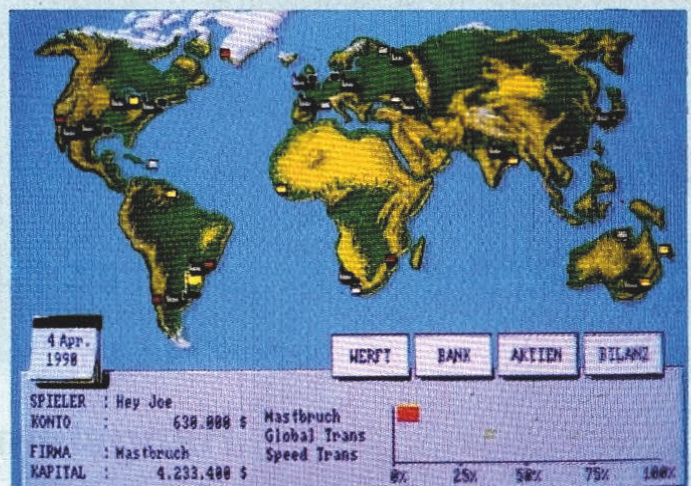 4 Apr.
1990
WERFT
BANK
AKTIEN
BILANZ
SPIELER : Hey Joe
KONTO : 630.000 $
FIRMA : Mastbruch
KAPITAL : 4.233.400 $
Mastbruch
Global Trans
Speed Trans
0% 25% 50% 75% 100%